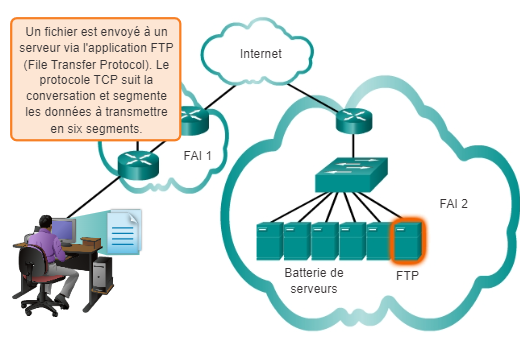 Un fichier est envoyé à un
serveur via l'application FTP
(File Transfer Protocol). Le
protocole TCP suit la
conversation et segmente
les données à transmettre
en six segments.
Internet
FAI 1
FAI 2
Batterie de
serveurs
FTP